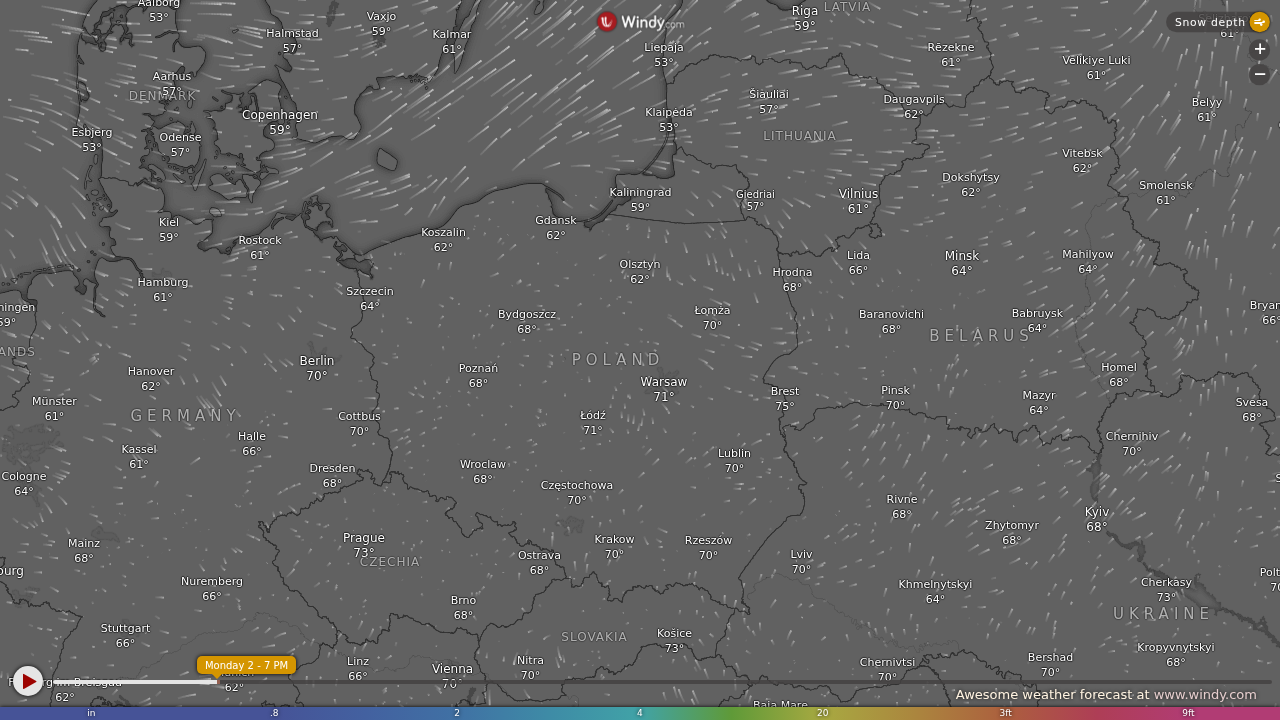 Aalborg
53°
Halmstad
57°
Vaxjo
59°
Kalmar
61°
Windy.com
Liepaja
53°
Riga
59°
LATVIA
Rēzekne
61°
Velikiye Luki
61°
Snow depth
61°
+
−
Aarhus
57°
DENMARK
Copenhagen
59°
Esbjerg
53°
Odense
57°
Klaipėda
53°
Šiauliai
57°
LITHUANIA
Daugavpils
62°
Belyy
61°
Vitebsk
62°
Smolensk
61°
Dokshytsy
62°
Kaliningrad
59°
Giedriai
57°
Vilnius
61°
Kiel
59°
Rostock
61°
Koszalin
62°
Gdansk
62°
Olsztyn
62°
Hrodna
68°
Lida
66°
Minsk
64°
Mahilyow
64°
Hamburg
61°
Szczecin
64°
Bydgoszcz
68°
Łomża
70°
Baranovichi
68°
Babruysk
64°
BELARUS
66°
59°
Hanover
62°
Berlin
70°
Poznań
68°
POLAND
Warsaw
71°
Brest
75°
Pinsk
70°
Mazyr
64°
Homel
68°
Svesa
68°
Münster
61°
GERMANY
Cottbus
70°
Łódź
71°
Kassel
61°
Halle
66°
Lublin
70°
Chernihiv
70°
Cologne
64°
Dresden
68°
Wroclaw
68°
Częstochowa
70°
Rivne
68°
Zhytomyr
68°
Kyiv
68°
Mainz
68°
Prague
73°
CZECHIA
Ostrava
68°
Krakow
70°
Rzeszów
70°
Lviv
70°
Khmelnytskyi
64°
Cherkasy
73°
Nuremberg
66°
Brno
68°
UKRAINE
Stuttgart
66°
SLOVAKIA
Košice
73°
Kropyvnytskyi
68°
Linz
66°
Vienna
70°
Nitra
70°
Chernivtsi
70°
Bershad
70°
Monday 2 - 7 PM
62°
62°
Baia Mare
Awesome weather forecast at www.windy.com
in .8 2 4 20 3ft 9ft